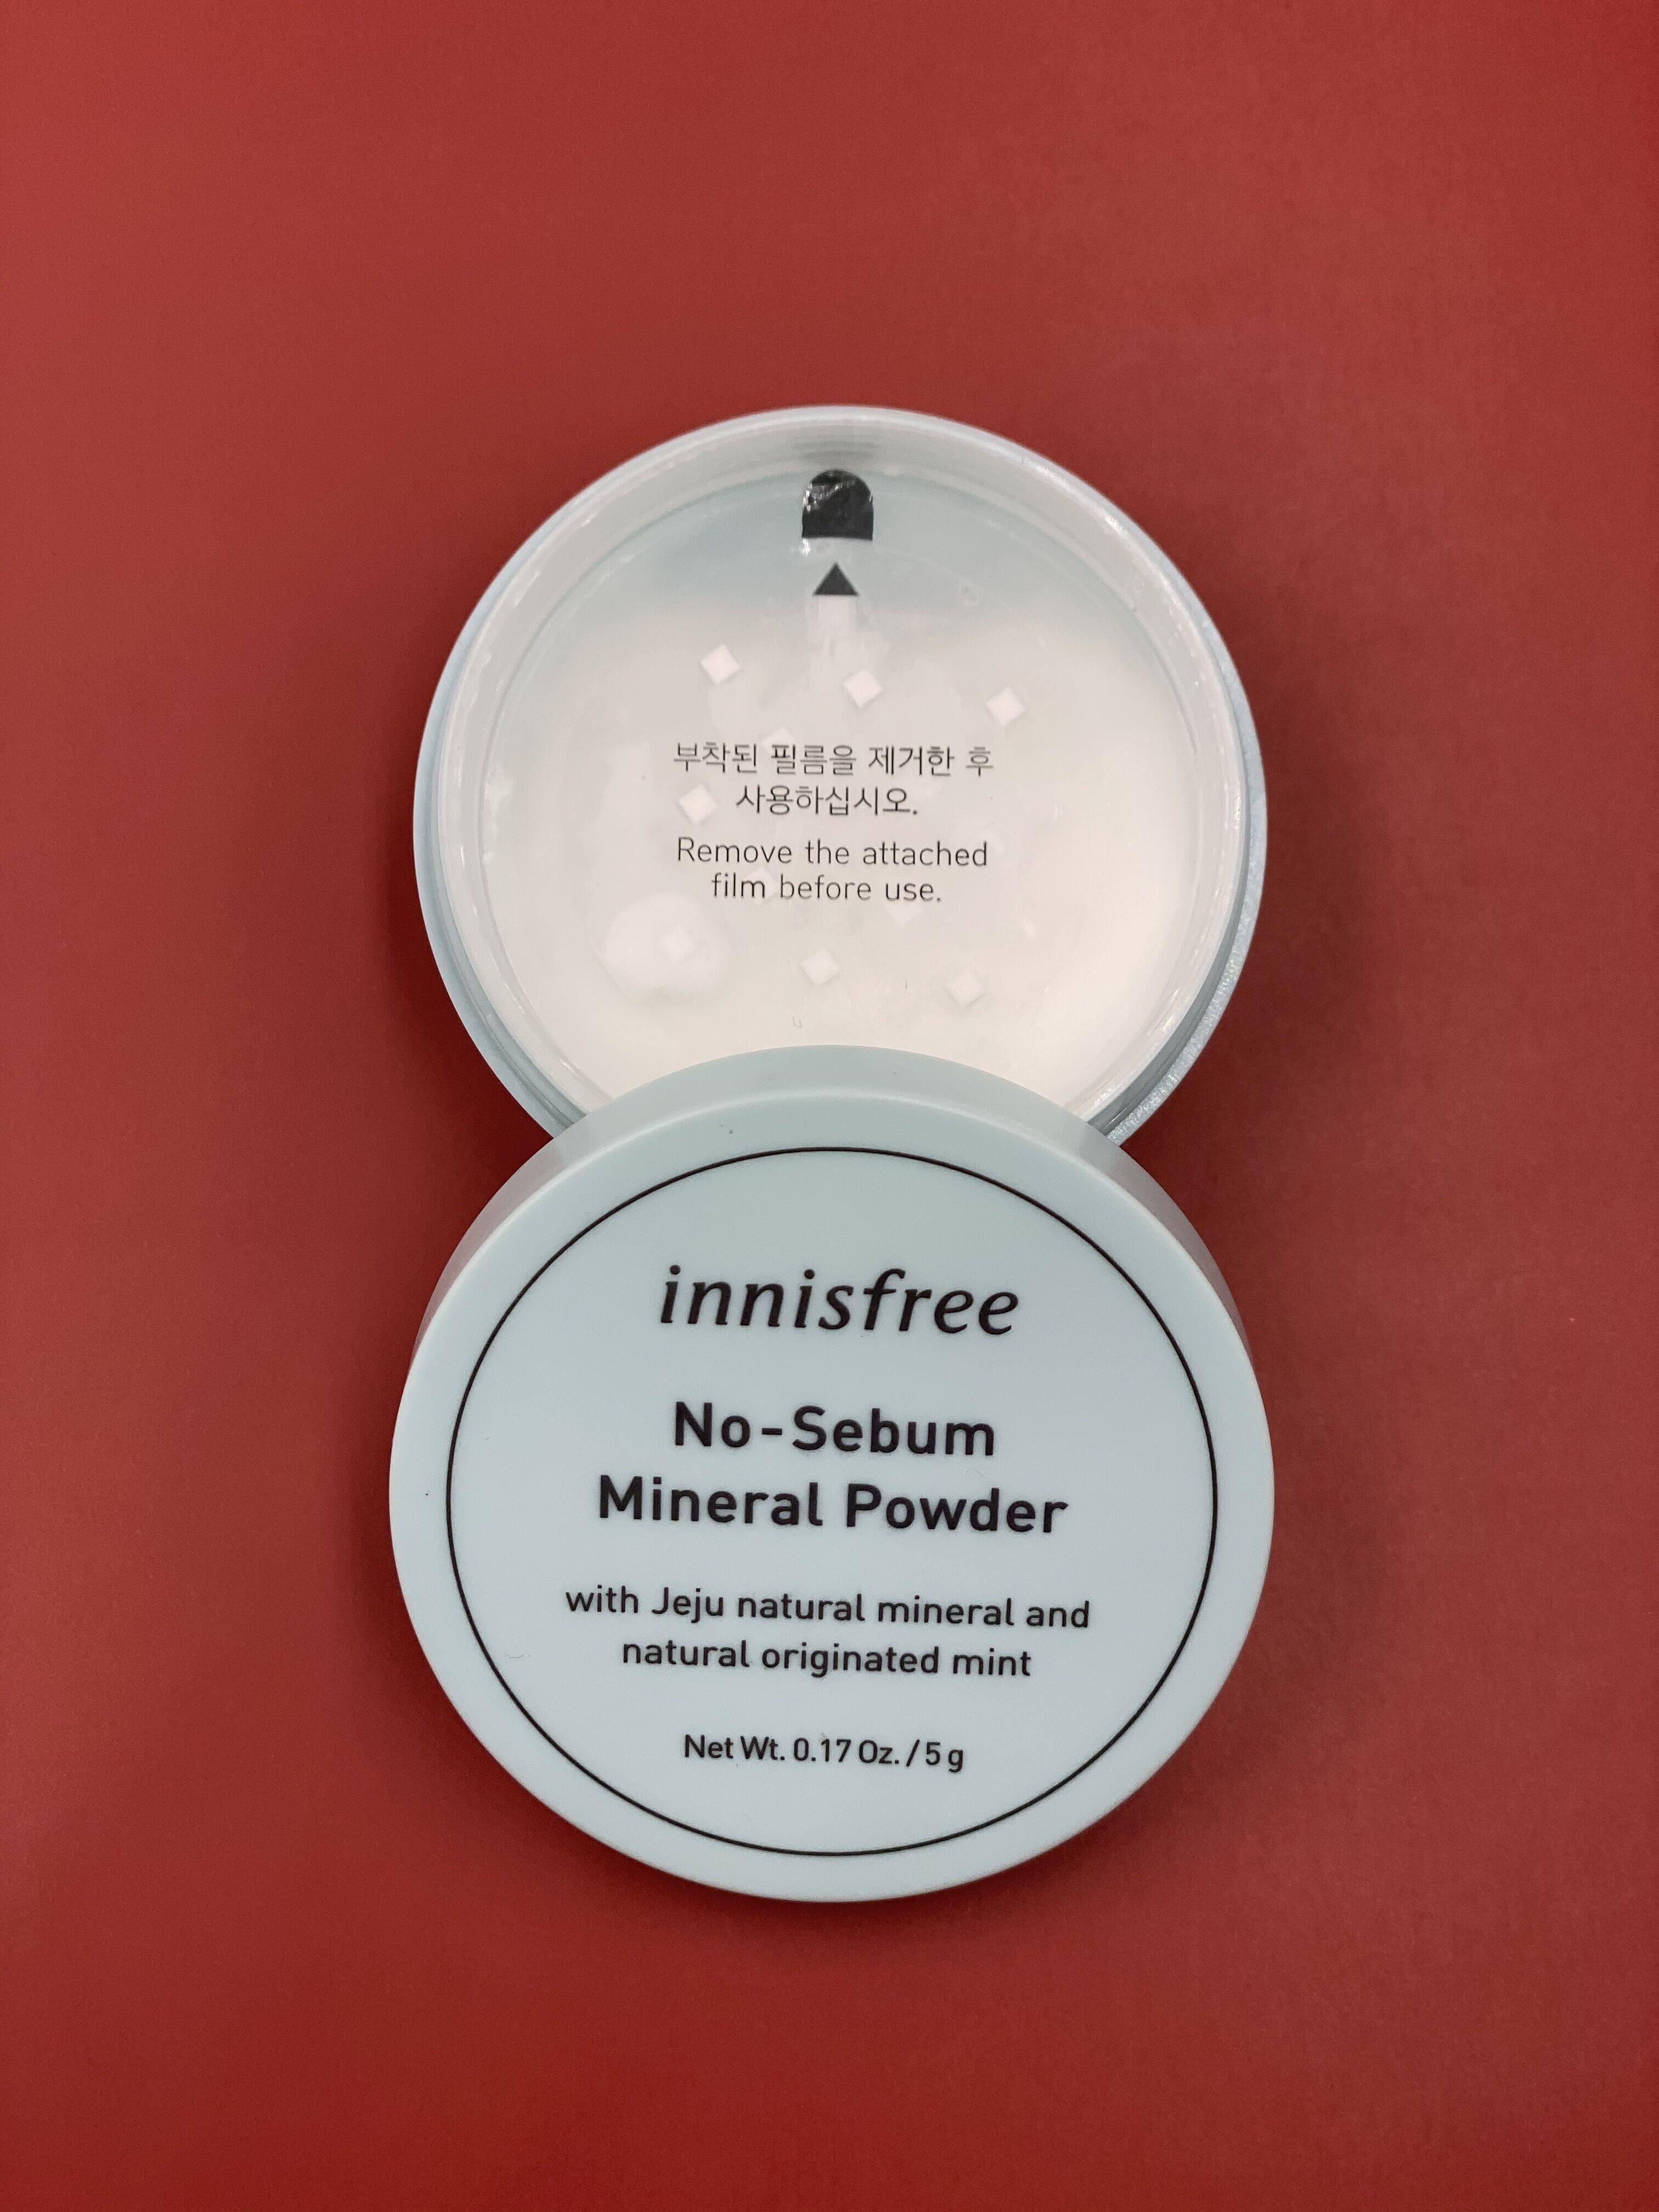 부착된 필름을 제거한 후
사용하십시오.
Remove the attached
film before use.
innisfree
No-Sebum
Mineral Powder
with Jeju natural mineral and
natural originated mint
Net Wt. 0.17 Oz. / 5 g